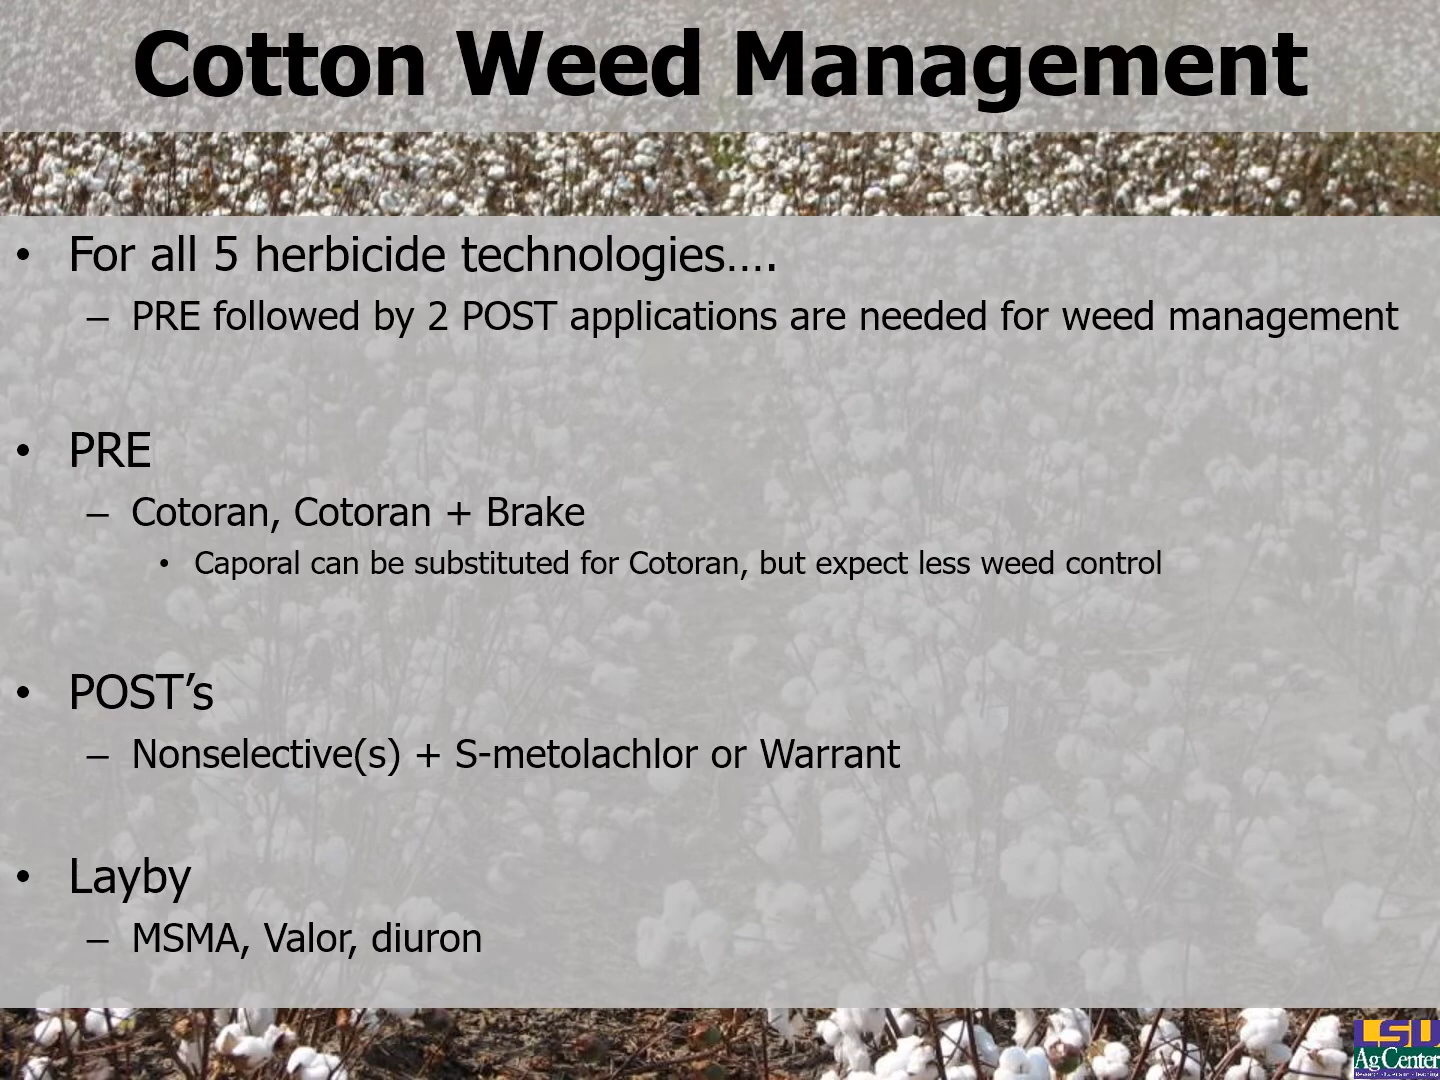 Cotton Weed Management
• For all 5 herbicide technologies….
– PRE followed by 2 POST applications are needed for weed management
• PRE
– Cotoran, Cotoran + Brake
• Caporal can be substituted for Cotoran, but expect less weed control
• POST’s
– Nonselective(s) + S-metolachlor or Warrant
• Layby
– MSMA, Valor, diuron
LSU
AgCenter